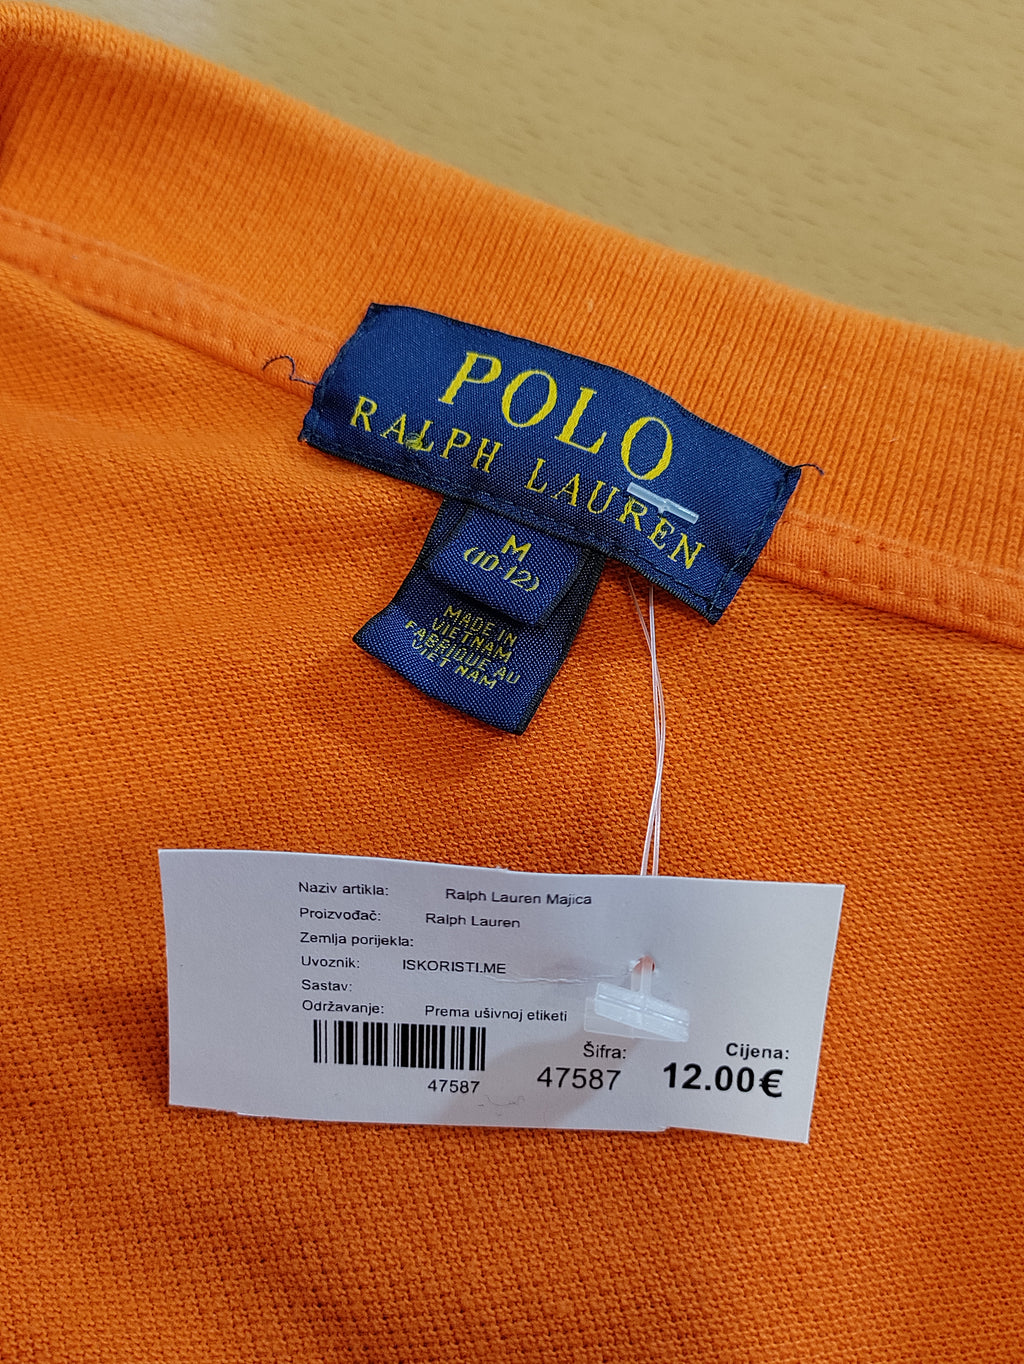 POLO
RALPH LAUREN
M
(10-12)
MADE IN
VIETNAM
FABRIQUE AU
VIET NAM
Naziv artikla: Ralph Lauren Majica
Proizvođač: Ralph Lauren
Zemlja porijekla:
Uvoznik: ISKORISTI.ME
Sastav:
Održavanje: Prema ušivnoj etiketi
47587
Šifra:
47587
Cijena:
12.00€